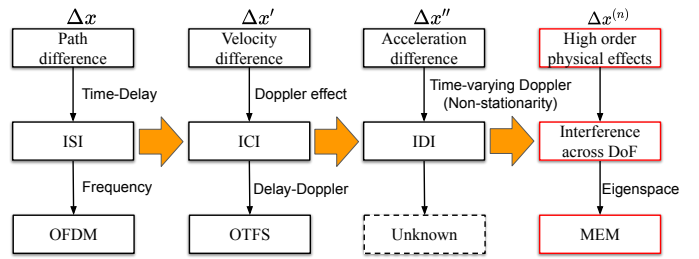 Δx
Δx′
Δx″
Δx⁽ⁿ⁾
Path
difference
Velocity
difference
Acceleration
difference
High order
physical effects
Time-Delay
Doppler effect
Time-varying Doppler
(Non-stationarity)
ISI
ICI
IDI
Interference
across DoF
Frequency
Delay-Doppler
Eigenspace
OFDM
OTFS
Unknown
MEM